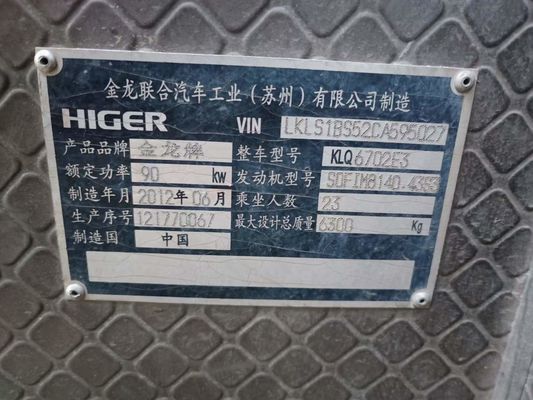 金龙联合汽车工业（苏州）有限公司制造
HIGER VIN LKLS1BS52CA595027
产品品牌 金龙牌 整车型号 KLQ6702E3
额定功率 90 kw 发动机型号 SOFIM8140.43S3
制造年月 2012年06月 乘坐人数 23
生产序号 121770067 最大设计总质量 6300 Kg
制造国 中国